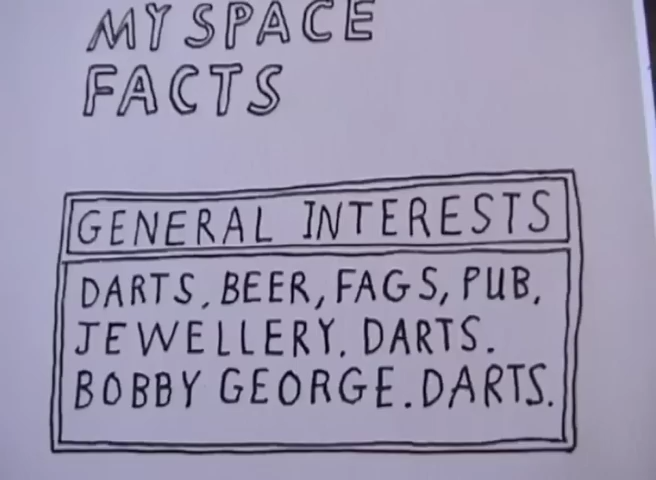 MY SPACE
FACTS
GENERAL INTERESTS
DARTS, BEER, FAGS, PUB,
JEWELLERY. DARTS.
BOBBY GEORGE. DARTS.